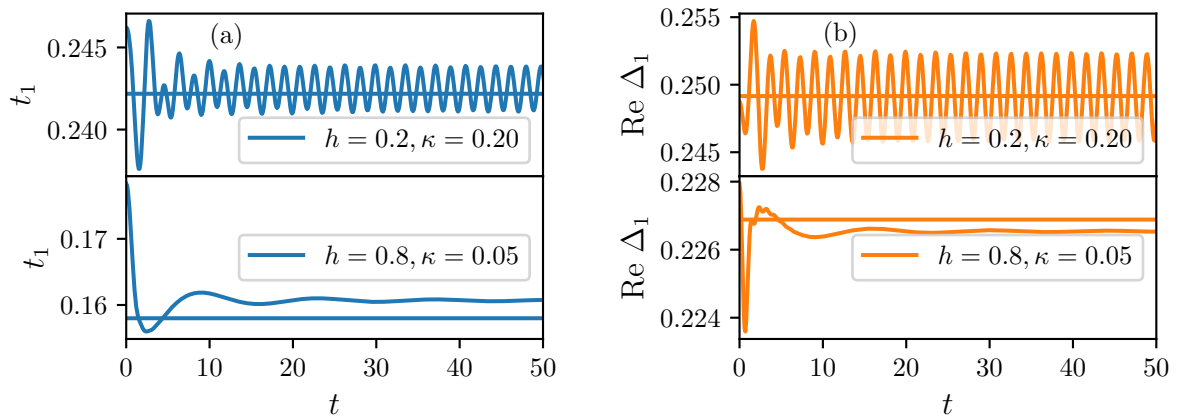 (a)
t₁
0.245
0.240
h = 0.2, κ = 0.20
t₁
0.17
0.16
h = 0.8, κ = 0.05
0 10 20 30 40 50
t
(b)
Re Δ₁
0.255
0.250
0.245
h = 0.2, κ = 0.20
Re Δ₁
0.228
0.226
0.224
h = 0.8, κ = 0.05
0 10 20 30 40 50
t